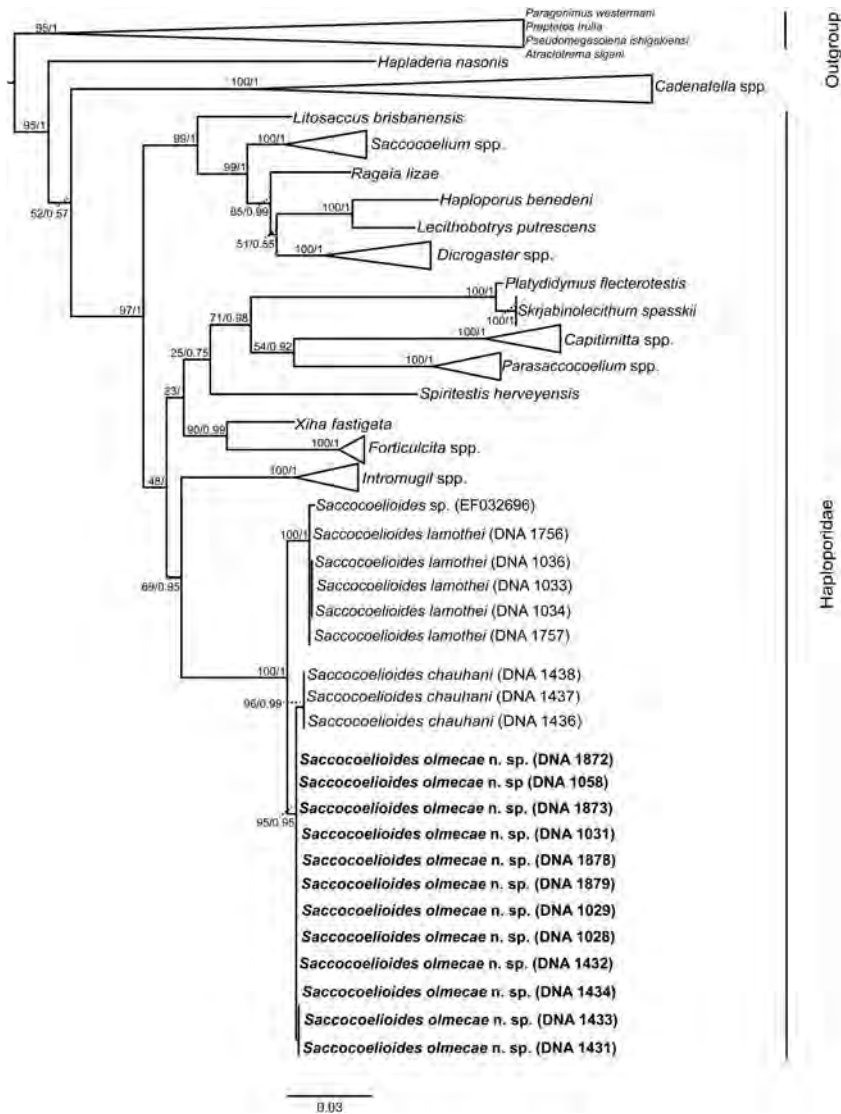 Paragonimus westermani
Prepteros trulla
Pseudomegasolena ishigakiensi
Atractotrema sigani
95/1
Outgroup
Hapladena nasonis
100/1
Cadenafella spp.
95/1
Litosaccus brisbanensis
99/1
100/1
Saccocoelium spp.
99/1
Ragaia lizae
52/0.57
85/0.99
Haploporus benedeni
100/1
Lecithobotrys putrescens
51/0.55
100/1
Dicrogaster spp.
Platydidymus flecterotestis
100/1
97/1
Skrjabinolecithum spasskii
100/1
71/0.98
Capitimitta spp.
100/1
54/0.92
25/0.75
100/1
Parasaccocoelium spp.
Spiritestis herveyensis
23/
Xiha fastigata
90/0.99
100/1
Forticulcita spp.
48/
100/1
Intromugil spp.
Saccocoelioides sp. (EF032696)
100/1
Saccocoelioides lamothei (DNA 1756)
Saccocoelioides lamothei (DNA 1036)
Saccocoelioides lamothei (DNA 1033)
69/0.95
Saccocoelioides lamothei (DNA 1034)
Saccocoelioides lamothei (DNA 1757)
Haploporidae
100/1
Saccocoelioides chauhani (DNA 1438)
Saccocoelioides chauhani (DNA 1437)
96/0.99
Saccocoelioides chauhani (DNA 1436)
Saccocoelioides olmecae n. sp. (DNA 1872)
Saccocoelioides olmecae n. sp (DNA 1058)
Saccocoelioides olmecae n. sp. (DNA 1873)
95/0.95
Saccocoelioides olmecae n. sp. (DNA 1031)
Saccocoelioides olmecae n. sp. (DNA 1878)
Saccocoelioides olmecae n. sp. (DNA 1879)
Saccocoelioides olmecae n. sp. (DNA 1029)
Saccocoelioides olmecae n. sp. (DNA 1028)
Saccocoelioides olmecae n. sp. (DNA 1432)
Saccocoelioides olmecae n. sp. (DNA 1434)
Saccocoelioides olmecae n. sp. (DNA 1433)
Saccocoelioides olmecae n. sp. (DNA 1431)
0.03